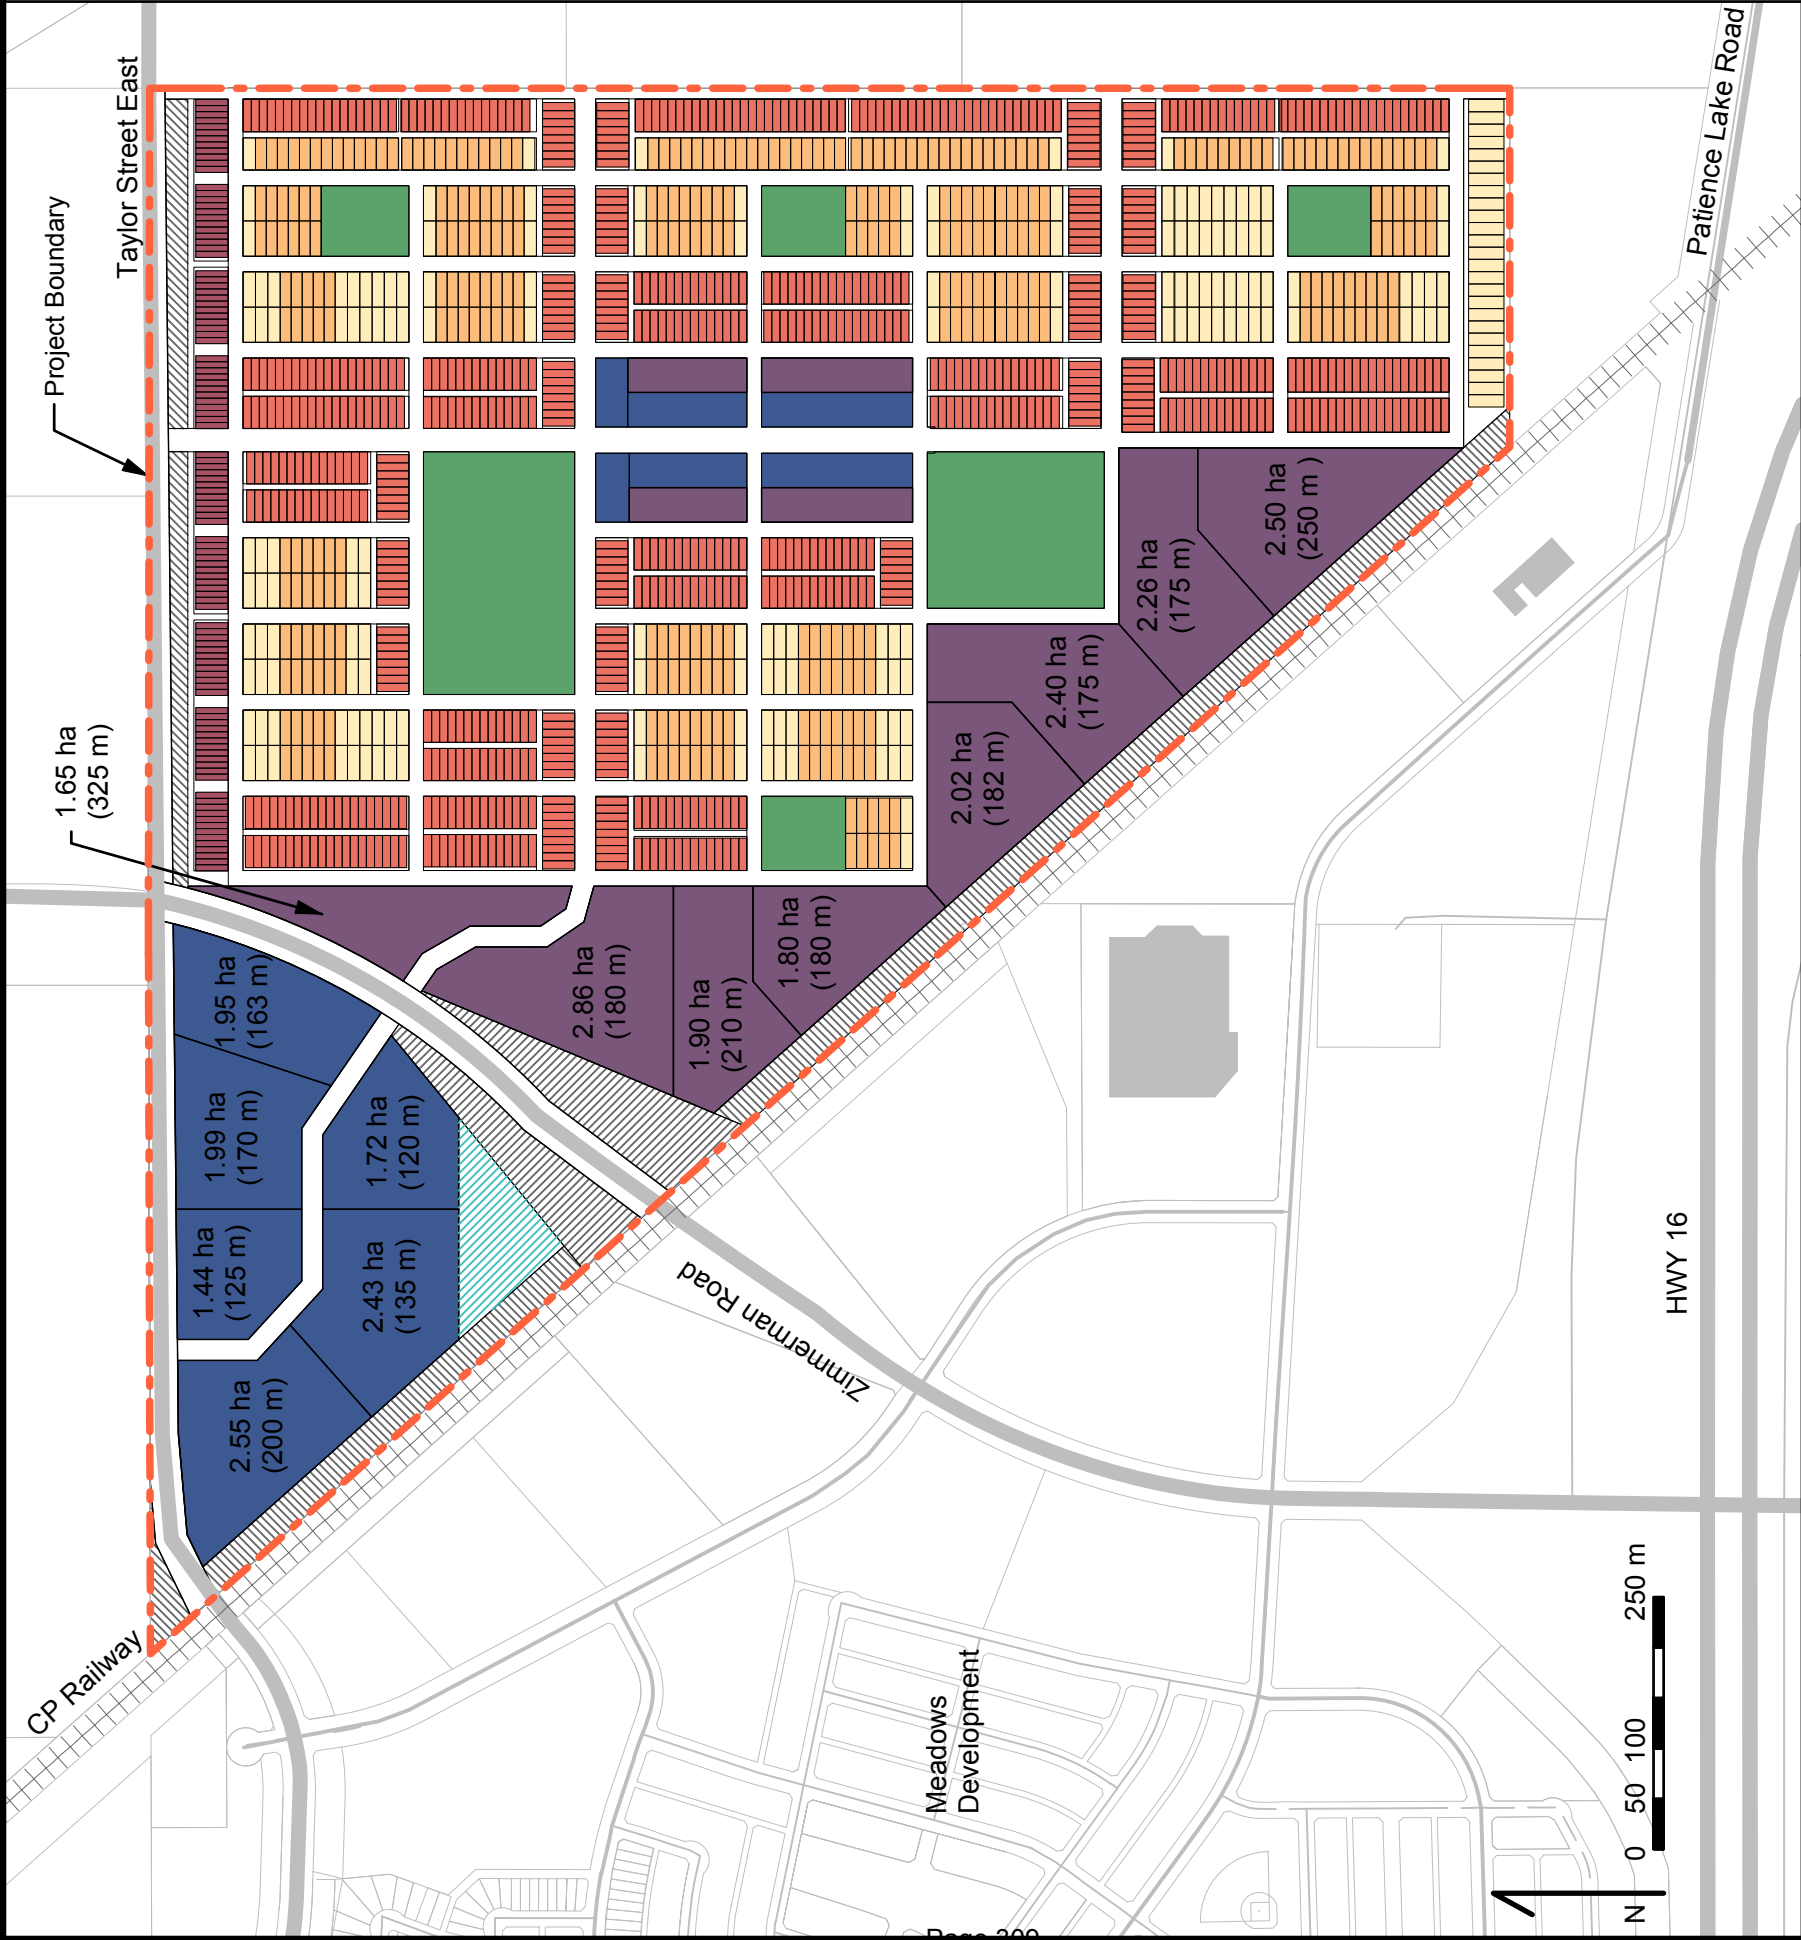 Project Boundary
Taylor Street East
1.65 ha
(325 m)
Patience Lake Road
2.50 ha
(250 m )
2.26 ha
(175 m)
2.40 ha
(175 m)
2.02 ha
(182 m)
1.80 ha
(180 m)
1.90 ha
(210 m)
2.86 ha
(180 m)
1.95 ha
(163 m)
1.99 ha
(170 m)
1.72 ha
(120 m)
1.44 ha
(125 m)
2.43 ha
(135 m)
2.55 ha
(200 m)
Zimmerman Road
HWY 16
CP Railway
Meadows
Development
0 50 100 250 m
N